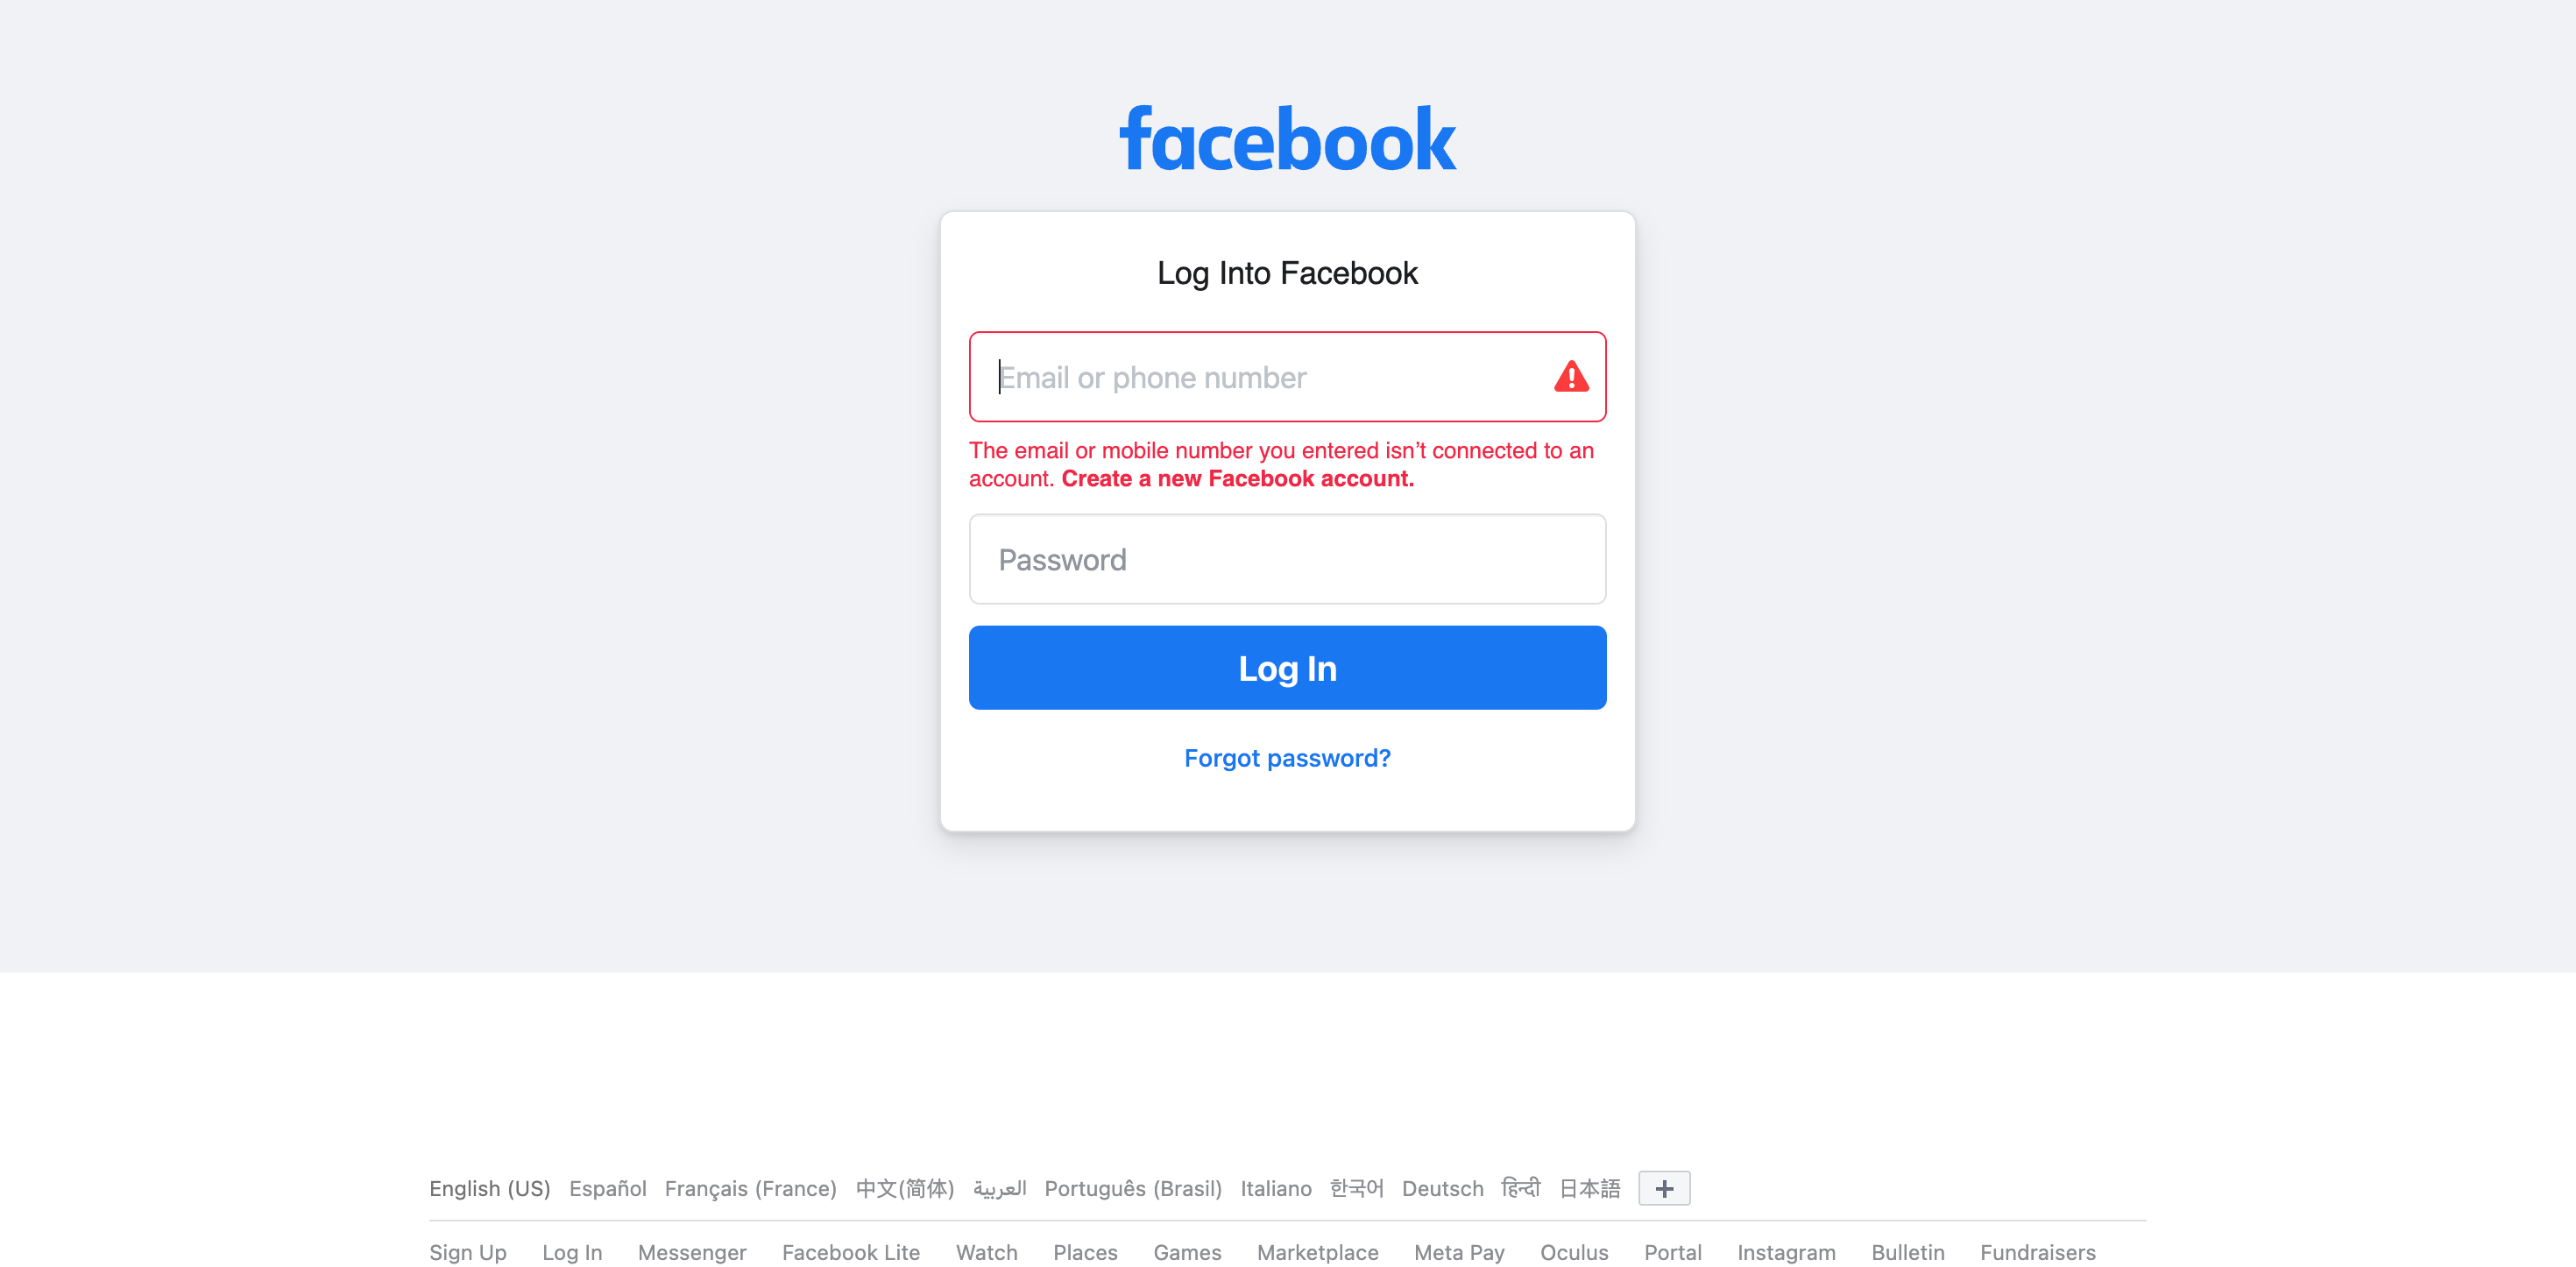 facebook
Log Into Facebook
Email or phone number
The email or mobile number you entered isn’t connected to an
account. Create a new Facebook account.
Password
Log In
Forgot password?
English (US) Español Français (France) 中文(简体) العربية Português (Brasil) Italiano 한국어 Deutsch हिन्दी 日本語 +
Sign Up Log In Messenger Facebook Lite Watch Places Games Marketplace Meta Pay Oculus Portal Instagram Bulletin Fundraisers